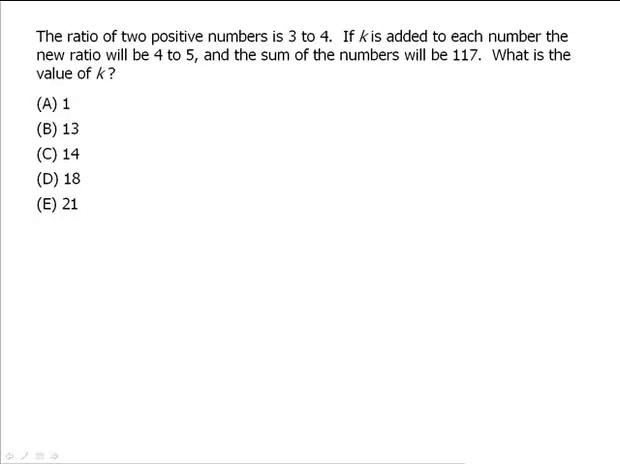 The ratio of two positive numbers is 3 to 4. If k is added to each number the
new ratio will be 4 to 5, and the sum of the numbers will be 117. What is the
value of k?
(A) 1
(B) 13
(C) 14
(D) 18
(E) 21